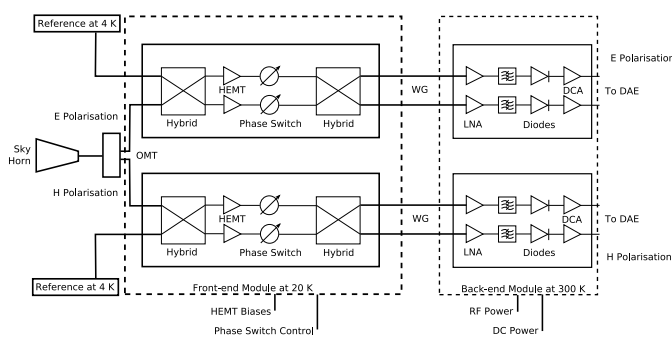 Reference at 4 K
E Polarisation
Sky
Horn
OMT
H Polarisation
Reference at 4 K
HEMT
Hybrid
Phase Switch
Hybrid
WG
LNA
Diodes
DCA
E Polarisation
To DAE
HEMT
Hybrid
Phase Switch
Hybrid
WG
LNA
Diodes
DCA
To DAE
H Polarisation
Front-end Module at 20 K
HEMT Biases
Phase Switch Control
Back-end Module at 300 K
RF Power
DC Power